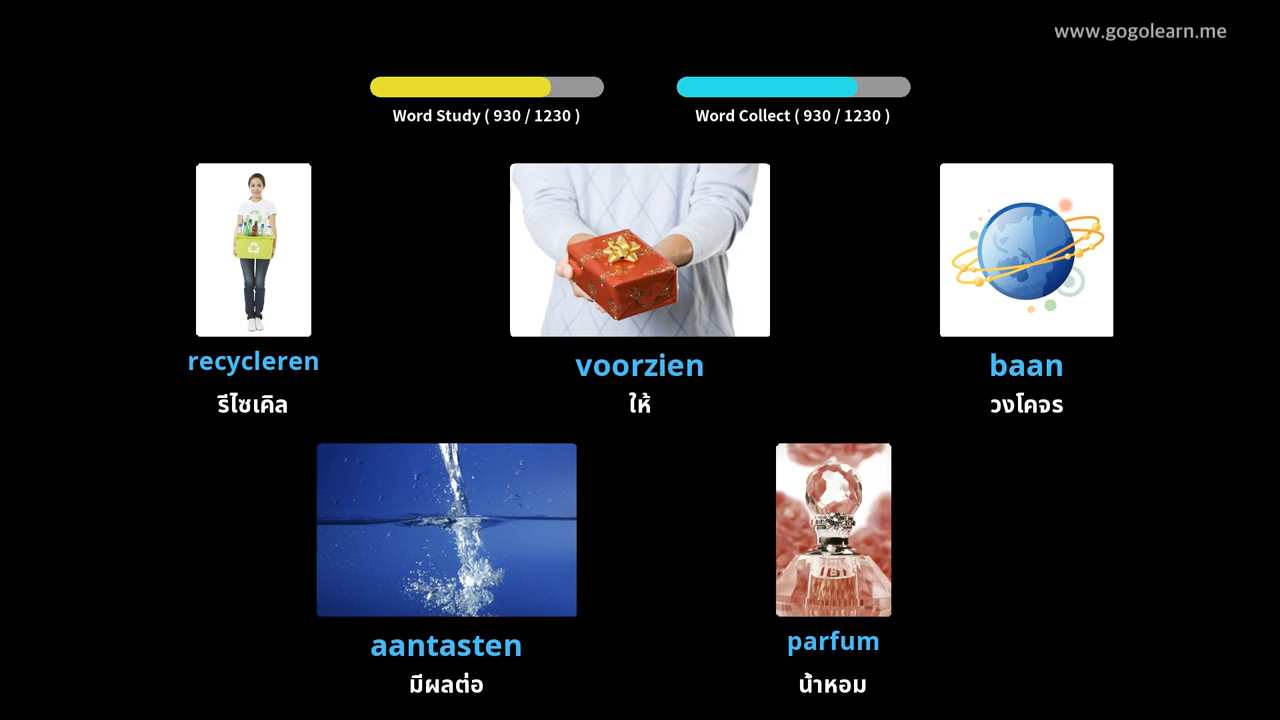 www.gogolearn.me
Word Study ( 930 / 1230 )
Word Collect ( 930 / 1230 )
recycleren
รีไซเคิล
voorzien
ให้
baan
วงโคจร
aantasten
มีผลต่อ
parfum
น้ำหอม